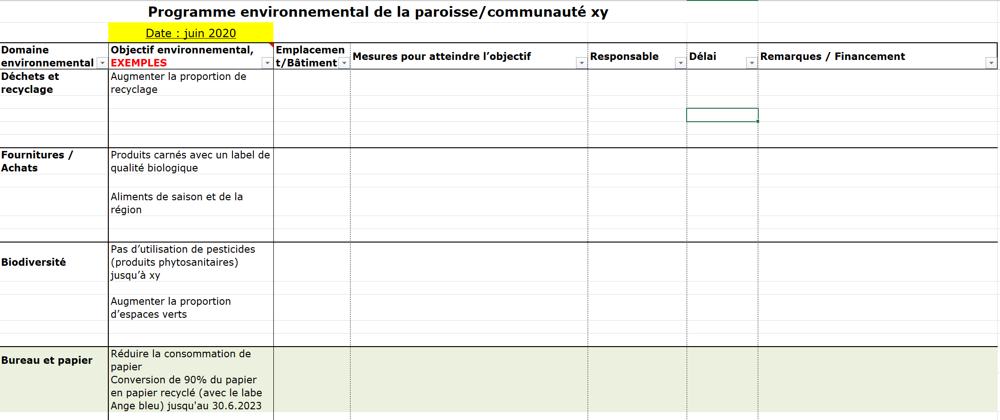 Programme environnemental de la paroisse/communauté xy
Date : juin 2020
Domaine
environnemental
Objectif environnemental,
EXEMPLES
Emplacemen
t/Bâtiment
Mesures pour atteindre l’objectif
Responsable
Délai
Remarques / Financement
Déchets et
recyclage
Augmenter la proportion de
recyclage
Fournitures /
Achats
Produits carnés avec un label de
qualité biologique
Aliments de saison et de la
région
Biodiversité
Pas d’utilisation de pesticides
(produits phytosanitaires)
jusqu’à xy
Augmenter la proportion
d’espaces verts
Bureau et papier
Réduire la consommation de
papier
Conversion de 90% du papier
en papier recyclé (avec le labe
Ange bleu) jusqu'au 30.6.2023